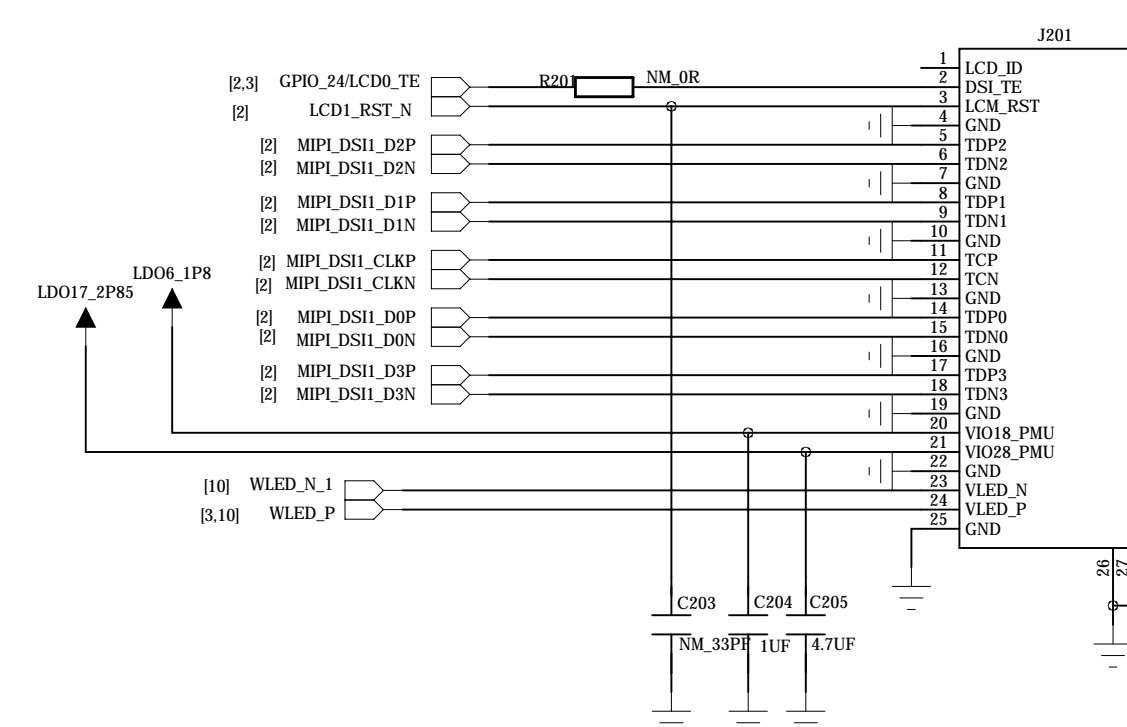 J201
1 LCD_ID
[2,3] GPIO_24/LCD0_TE R201 NM_0R 2 DSI_TE
[2] LCD1_RST_N 3 LCM_RST
4 GND
[2] MIPI_DSI1_D2P 5 TDP2
[2] MIPI_DSI1_D2N 6 TDN2
7 GND
[2] MIPI_DSI1_D1P 8 TDP1
[2] MIPI_DSI1_D1N 9 TDN1
10 GND
[2] MIPI_DSI1_CLKP 11 TCP
[2] MIPI_DSI1_CLKN 12 TCN
LDO6_1P8
LDO17_2P85
13 GND
[2] MIPI_DSI1_D0P 14 TDP0
[2] MIPI_DSI1_D0N 15 TDN0
16 GND
[2] MIPI_DSI1_D3P 17 TDP3
[2] MIPI_DSI1_D3N 18 TDN3
19 GND
20 VIO18_PMU
21 VIO28_PMU
22 GND
[10] WLED_N_1 23 VLED_N
[3,10] WLED_P 24 VLED_P
25 GND
26
27
C203 C204 C205
NM_33PF 1UF 4.7UF